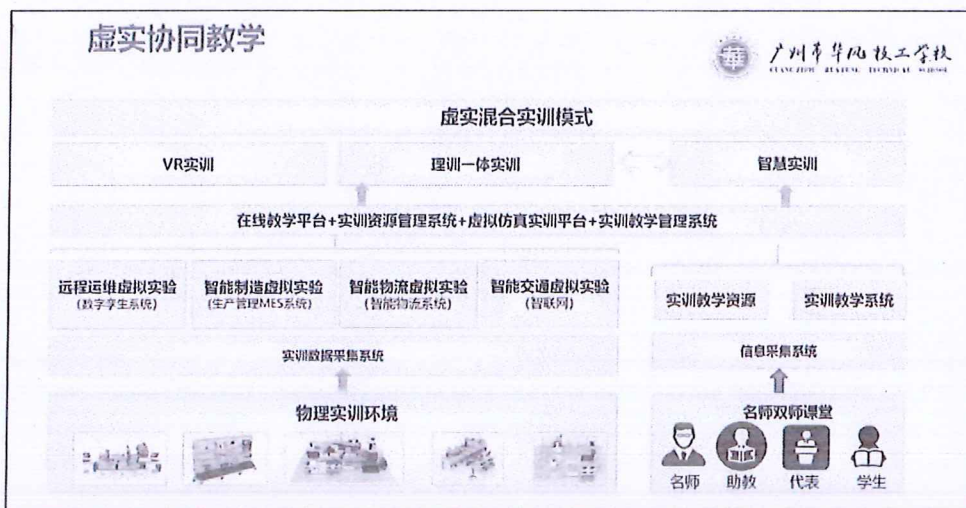 虚实协同教学
广州市华风技工学校
GUANGZHOU HUAFENG TECHNICAL SCHOOL
虚实混合实训模式
VR实训
理训一体实训
智慧实训
在线教学平台+实训资源管理系统+虚拟仿真实训平台+实训教学管理系统
远程运维虚拟实验
(数字孪生系统)
智能制造虚拟实验
(生产管理MES系统)
智能物流虚拟实验
(智能物流系统)
智能交通虚拟实验
(智联网)
实训教学资源
实训教学系统
实训数据采集系统
信息采集系统
物理实训环境
名师双师课堂
名师
助教
代表
学生